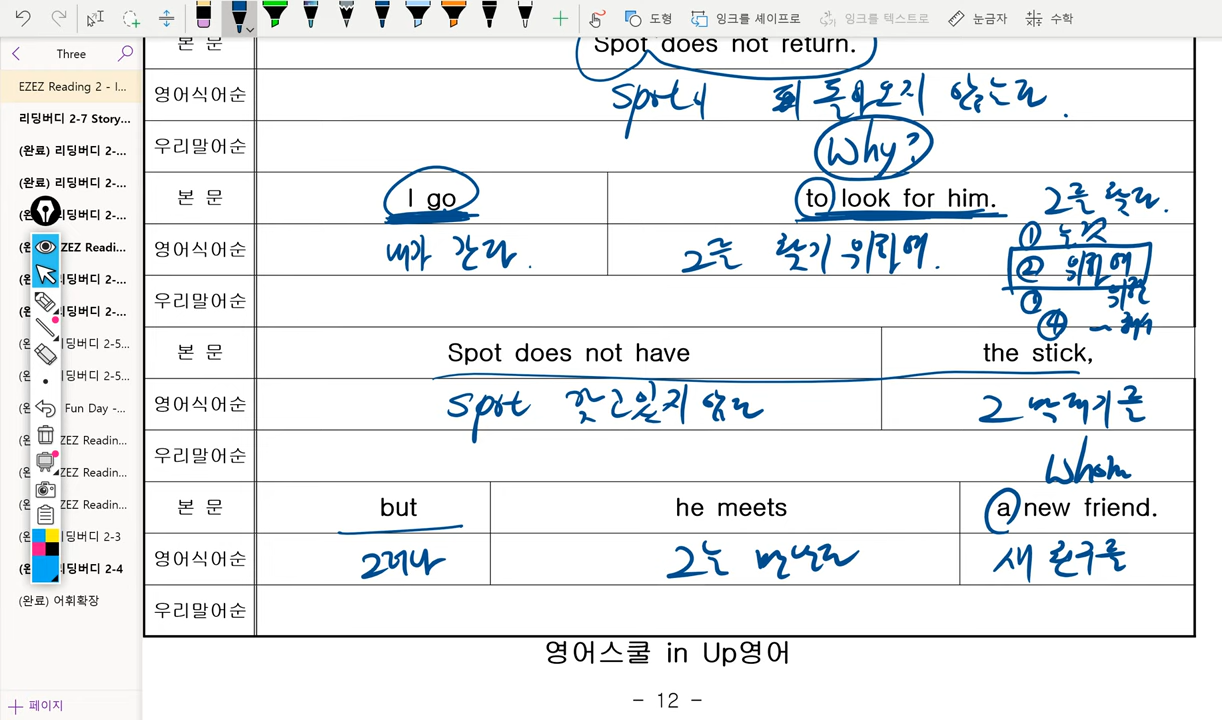 도형 잉크를 셰이프로 잉크를 텍스트로 눈금자 수학
Three
EZEZ Reading 2 - I...
리딩버디 2-7 Story...
(완료) 리딩버디 2-...
(완료) 리딩버디 2-...
리딩버디 2-...
EZEZ Readi...
리딩버디 2-...
리딩버디 2-...
리딩버디 2-5...
리딩버디 2-5...
Fun Day -...
EZEZ Readin...
EZEZ Readin...
EZEZ Readin...
리딩버디 2-3
리딩버디 2-4
(완료) 어휘확장
페이지
본 문 Spot does not return.
영어식어순 Spot이 돌아오지 않는다.
우리말어순 Why?
본 문 I go to look for him. 그를 찾다.
영어식어순 내가 간다. 그를 찾기 위하여.
① ② 위하여
우리말어순 ④
본 문 Spot does not have the stick,
영어식어순 Spot 갖고있지 않다 그 막대기를
우리말어순 Whom
본 문 but he meets a new friend.
영어식어순 그러나 그는 만난다 새 친구를
우리말어순
영어스쿨 in Up영어
- 12 -